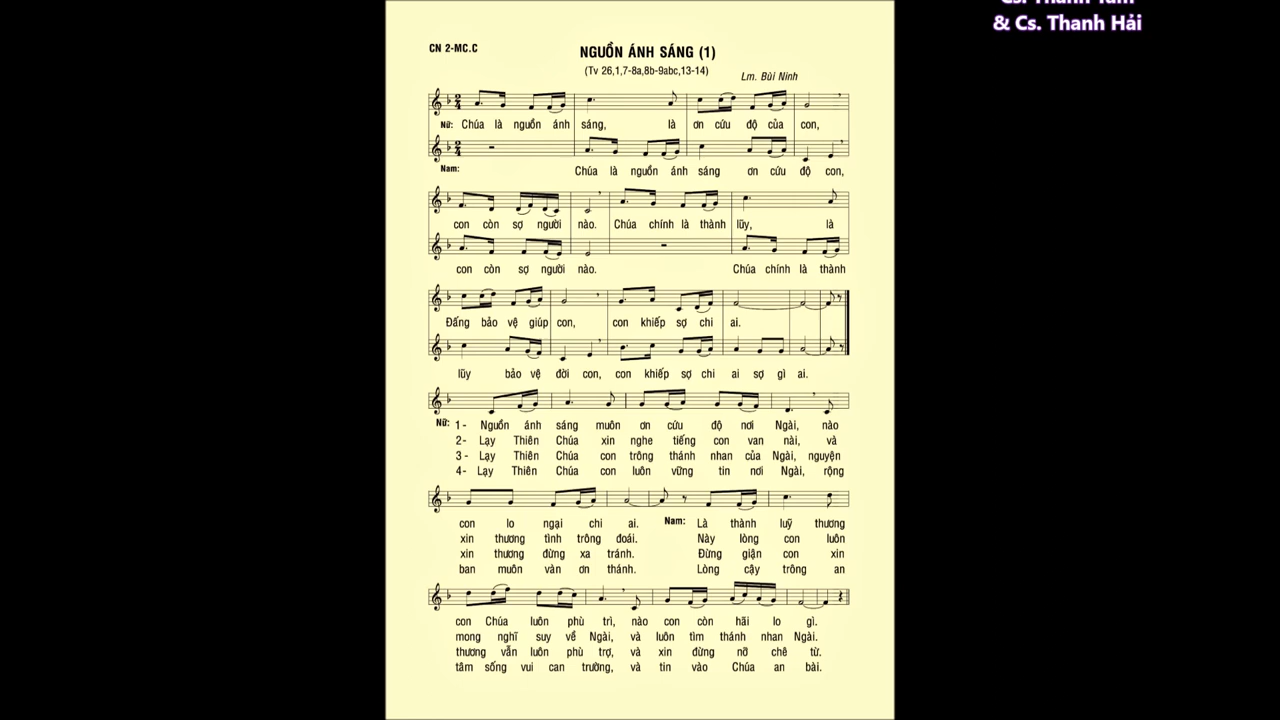 Cs. Thanh Tâm
& Cs. Thanh Hải
CN 2-MC.C
NGUỒN ÁNH SÁNG (1)
(Tv 26,1,7-8a,8b-9abc,13-14)
Lm. Bùi Ninh
Nữ: Chúa là nguồn ánh sáng, là ơn cứu độ của con,
Nam: Chúa là nguồn ánh sáng ơn cứu độ con,
con còn sợ người nào. Chúa chính là thành lũy, là
con còn sợ người nào. Chúa chính là thành
Đấng bảo vệ giúp con, con khiếp sợ chi ai.
lũy bảo vệ đời con, con khiếp sợ chi ai sợ gì ai.
Nữ: 1- Nguồn ánh sáng muôn ơn cứu độ nơi Ngài, nào
2- Lạy Thiên Chúa xin nghe tiếng con van nài, và
3- Lạy Thiên Chúa con trông thánh nhan của Ngài, nguyện
4- Lạy Thiên Chúa con luôn vững tin nơi Ngài, rộng
con lo ngại chi ai. Nam: Là thành luỹ thương
xin thương tình trông đoái. Này lòng con luôn
xin thương đừng xa tránh. Đừng giận con xin
ban muôn vàn ơn thánh. Lòng cậy trông an
con Chúa luôn phù trì, nào con còn hãi lo gì.
mong nghĩ suy về Ngài, và luôn tìm thánh nhan Ngài.
thương vẫn luôn phù trợ, và xin đừng nỡ chê từ.
tâm sống vui can trường, và tin vào Chúa an bài.